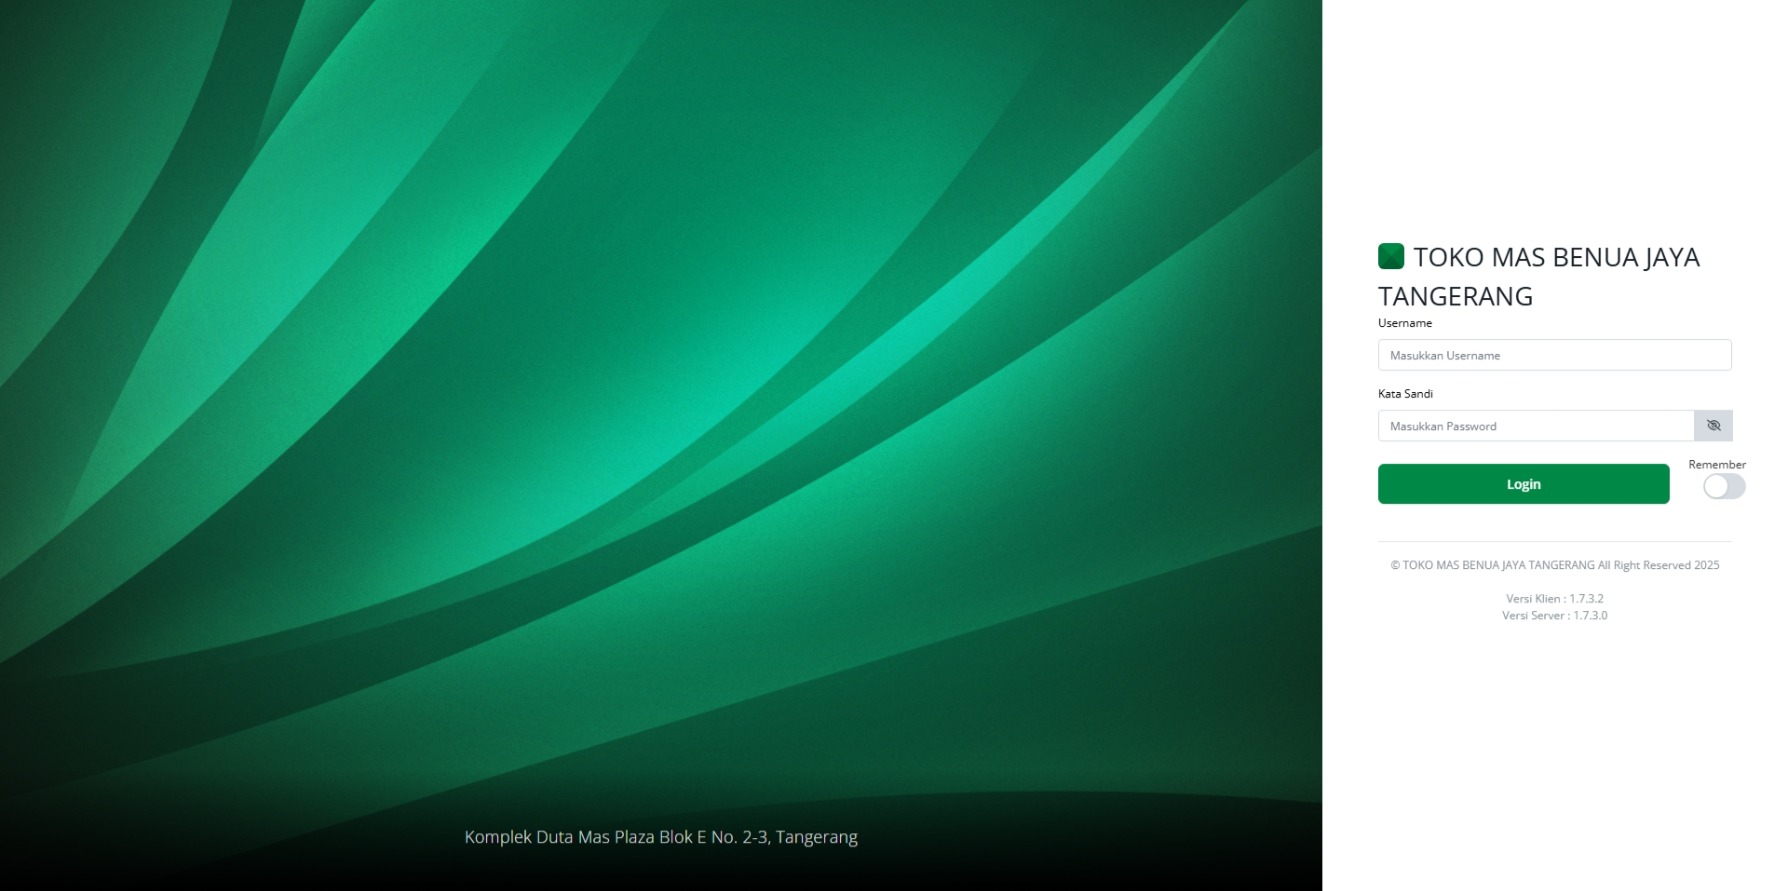 TOKO MAS BENUA JAYA
TANGERANG
Username
Masukkan Username
Kata Sandi
Masukkan Password
Login
Remember
© TOKO MAS BENUA JAYA TANGERANG All Right Reserved 2025
Versi Klien : 1.7.3.2
Versi Server : 1.7.3.0
Komplek Duta Mas Plaza Blok E No. 2-3, Tangerang